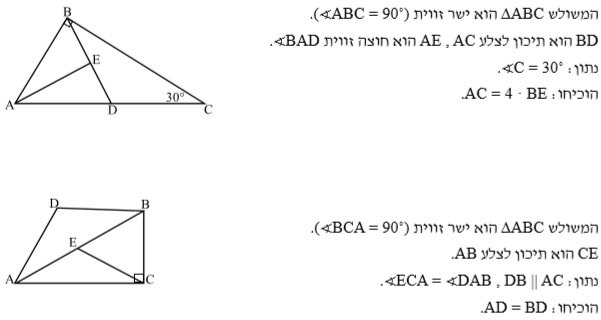 המשולש ΔABC הוא ישר זווית (∢ABC = 90°).
BD הוא תיכון לצלע AC , AE הוא חוצה זווית ∢BAD.
נתון: ∢C = 30°.
הוכיחו: AC = 4 · BE.
B
E
A
D
C
30°
המשולש ΔABC הוא ישר זווית (∢BCA = 90°).
CE הוא תיכון לצלע AB.
נתון: ∢ECA = ∢DAB , DB || AC.
הוכיחו: AD = BD.
D
B
E
A
C